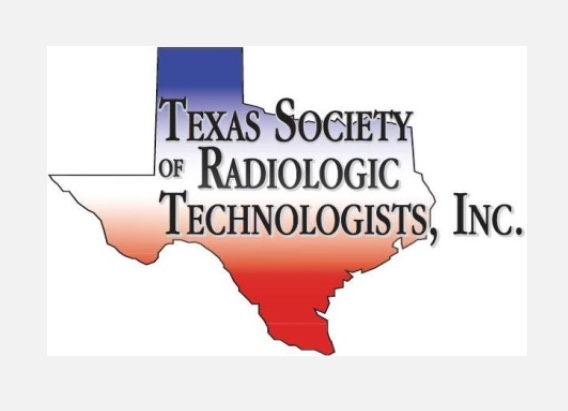 Texas Society
of Radiologic
Technologists, Inc.